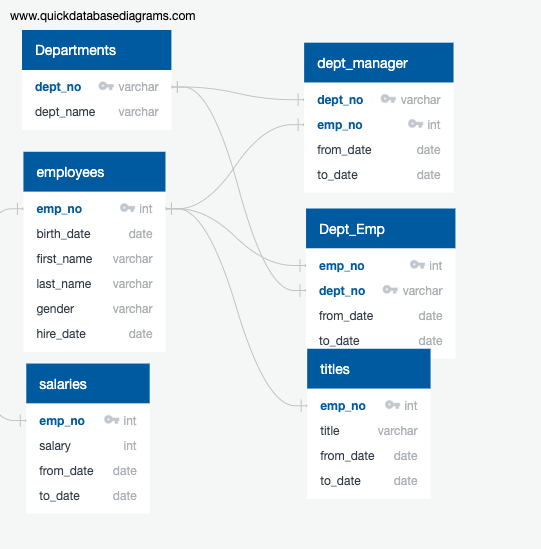 www.quickdatabasediagrams.com
Departments
dept_no varchar
dept_name varchar
employees
emp_no int
birth_date date
first_name varchar
last_name varchar
gender varchar
hire_date date
salaries
emp_no int
salary int
from_date date
to_date date
dept_manager
dept_no varchar
emp_no int
from_date date
to_date date
Dept_Emp
emp_no int
dept_no varchar
from_date date
to_date date
titles
emp_no int
title varchar
from_date date
to_date date